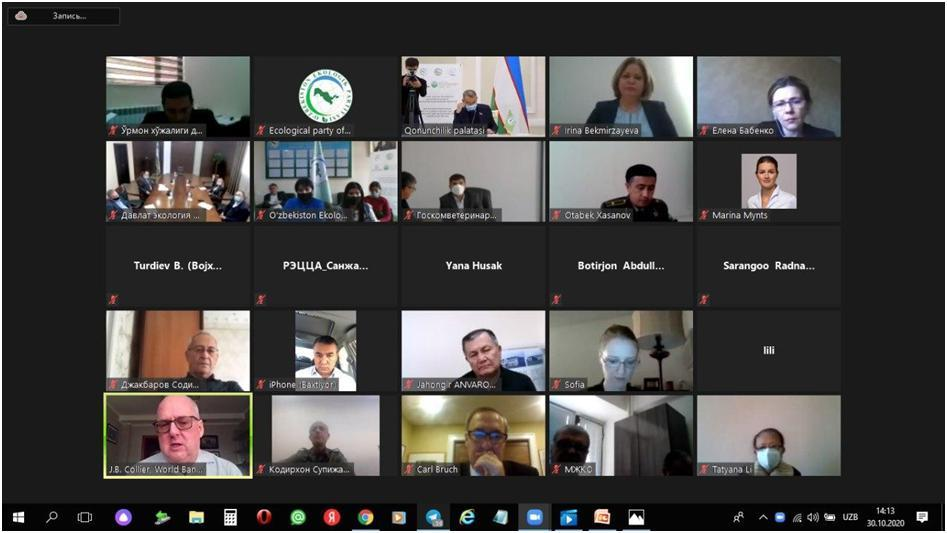 Запись...
Ўрмон хўжалиги д...
Ecological party of...
Qonunchilik palatasi
Irina Bekmirzayeva
Елена Бабенко
Давлат экология ...
O'zbekiston Ekolo...
Госкомветеринар...
Otabek Xasanov
Marina Mynts
Turdiev B. (Bojx...
РЭЦЦА_Санжа...
Yana Husak
Botirjon Abdull...
Sarangoo Radna...
Джакбаров Соди...
iPhone (Baxtiyor)
Jahongir ANVARO...
Sofia
lili
J.B. Collier, World Ban...
Кодирхон Супижа...
Carl Bruch
МЖКО
Tatyana Li
UZB
14:13
30.10.2020